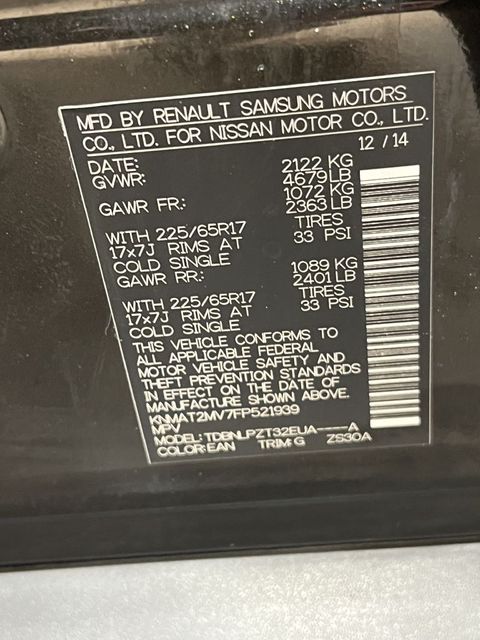 MFD BY RENAULT SAMSUNG MOTORS
CO., LTD. FOR NISSAN MOTOR CO., LTD.
DATE: 12 / 14
GVWR: 2122 KG
4679 LB
GAWR FR: 1072 KG
2363 LB
WITH 225/65R17 TIRES
17x7J RIMS AT 33 PSI
COLD SINGLE
GAWR RR: 1089 KG
2401 LB
WITH 225/65R17 TIRES
17x7J RIMS AT 33 PSI
COLD SINGLE
THIS VEHICLE CONFORMS TO
ALL APPLICABLE FEDERAL
MOTOR VEHICLE SAFETY AND
THEFT PREVENTION STANDARDS
IN EFFECT ON THE DATE OF
MANUFACTURE SHOWN ABOVE.
KNMAT2MV7FP521939
MPV
MODEL: TDBNLPZT32EUA----A
COLOR:EAN TRIM:G ZS30A